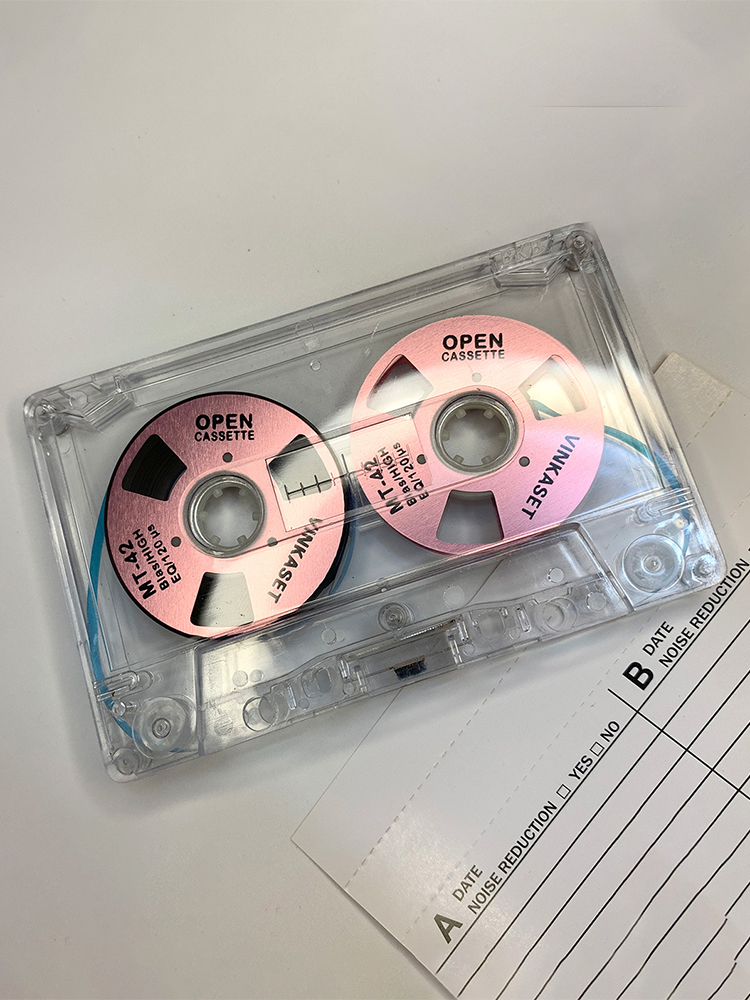 OPEN
CASSETTE
MT-42
Bias/HIGH
EQ/120µs
VINKASET
OPEN
CASSETTE
MT-42
Bias/HIGH
EQ/120µs
VINKASET
A DATE
NOISE REDUCTION □ YES □ NO
B DATE
NOISE REDUCTION